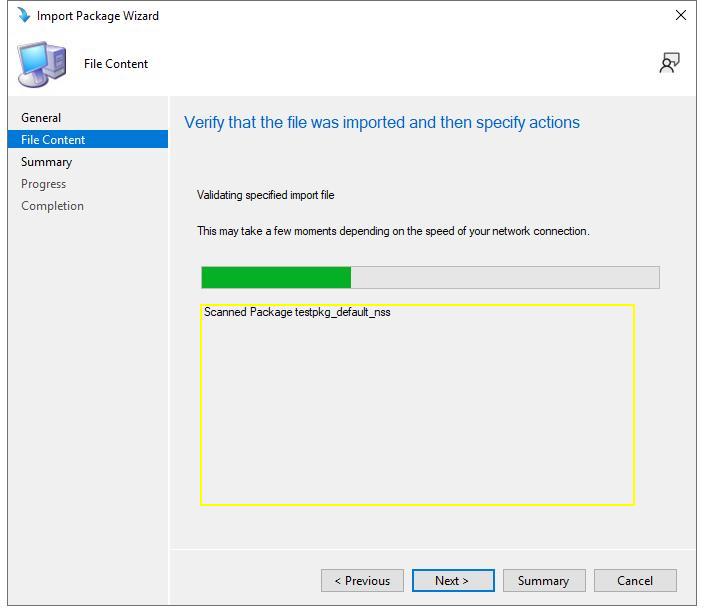 Import Package Wizard
File Content
General
File Content
Summary
Progress
Completion
Verify that the file was imported and then specify actions
Validating specified import file
This may take a few moments depending on the speed of your network connection.
Scanned Package testpkg_default_nss
< Previous
Next >
Summary
Cancel